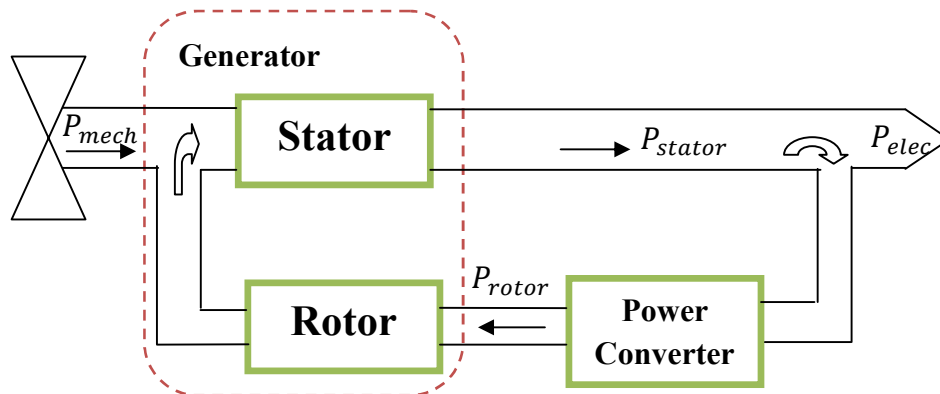 Generator
P_mech
Stator
P_stator
P_elec
P_rotor
Rotor
Power
Converter